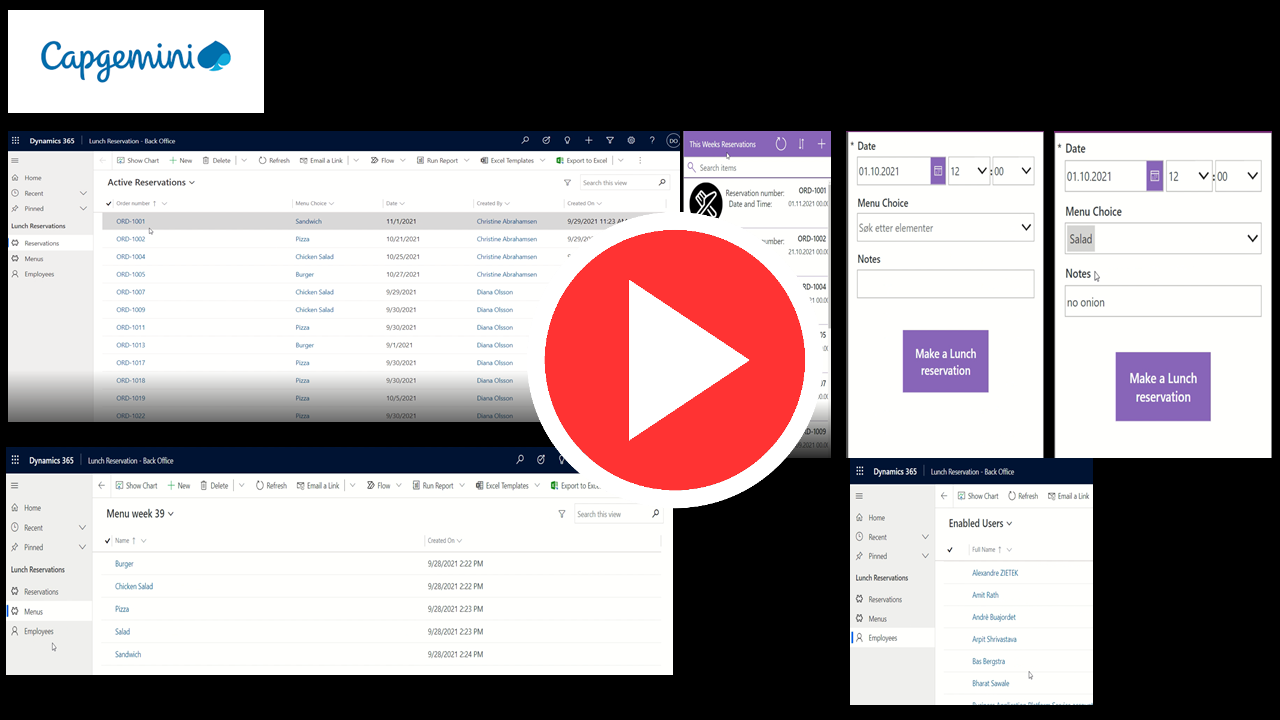 Capgemini
Dynamics 365 Lunch Reservation - Back Office DO
Show Chart New Delete Refresh Email a Link Flow Run Report Excel Templates Export to Excel
Home
Recent
Pinned
Lunch Reservations
Reservations
Menus
Employees
Active Reservations Search this view
Order number Menu Choice Date Created By Created On
ORD-1001 Sandwich 11/1/2021 Christine Abrahamsen 9/29/2021 11:23 AM
ORD-1002 Pizza 10/21/2021 Christine Abrahamsen 9/29/20
ORD-1004 Chicken Salad 10/25/2021 Christine Abrahamsen
ORD-1005 Burger 10/27/2021 Christine Abrahamsen
ORD-1007 Chicken Salad 9/29/2021 Diana Olsson
ORD-1009 Chicken Salad 9/30/2021 Diana Olsson
ORD-1011 Pizza 9/30/2021 Diana Olsson
ORD-1013 Burger 9/1/2021 Diana Olsson
ORD-1017 Pizza 9/30/2021 Diana Olsson
ORD-1018 Pizza 9/30/2021 Diana Olsson
ORD-1019 Pizza 10/5/2021 Diana Olsson
ORD-1022 Pizza 9/30/2021 Diana Olsson
This Weeks Reservations
Search items
Reservation number: ORD-1001
Date and Time: 01.11.2021 00.0
number: ORD-1002
21.10.2021 00.0
ORD-1004
2021 00.
ORD-1009
.2021 00.0
* Date
01.10.2021 12 : 00
Menu Choice
Søk etter elementer
Notes
Make a Lunch
reservation
* Date
01.10.2021 12 : 00
Menu Choice
Salad
Notes
no onion
Make a Lunch
reservation
Dynamics 365 Lunch Reservation - Back Office
Show Chart New Delete Refresh Email a Link Flow Run Report Excel Templates Export to Exce
Home
Recent
Pinned
Lunch Reservations
Reservations
Menus
Employees
Menu week 39 Search this view
Name Created On
Burger 9/28/2021 2:22 PM
Chicken Salad 9/28/2021 2:22 PM
Pizza 9/28/2021 2:23 PM
Salad 9/28/2021 2:23 PM
Sandwich 9/28/2021 2:24 PM
Dynamics 365 Lunch Reservation - Back Office
Show Chart Refresh Email a Link
Home
Recent
Pinned
Lunch Reservations
Reservations
Menus
Employees
Enabled Users
Full Name
Alexandre ZIETEK
Amit Rath
André Buajordet
Arpit Shrivastava
Bas Bergstra
Bharat Sawale